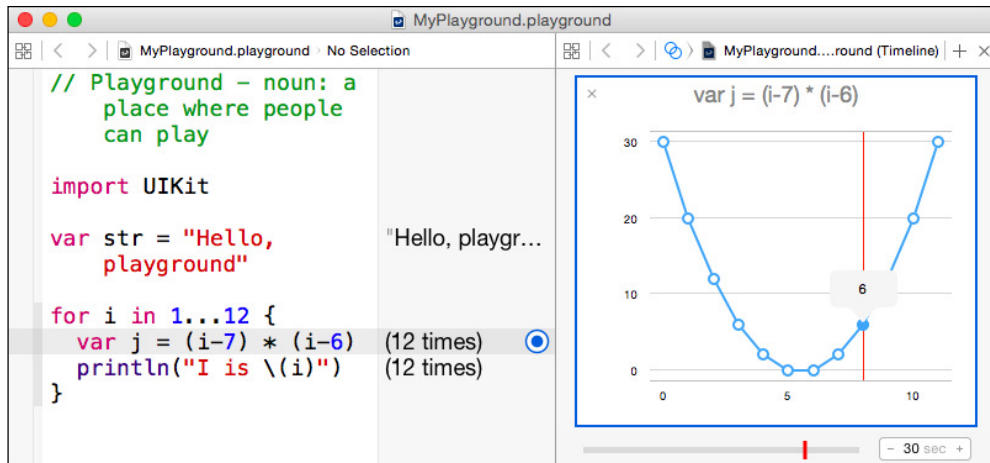 MyPlayground.playground
MyPlayground.playground › No Selection
// Playground – noun: a
place where people
can play
import UIKit
var str = "Hello,
playground"
for i in 1...12 {
var j = (i-7) * (i-6)
println("I is \(i)")
}
"Hello, playgr...
(12 times)
(12 times)
MyPlayground....round (Timeline)
var j = (i-7) * (i-6)
30
20
10
0
6
0
5
10
- 30 sec +